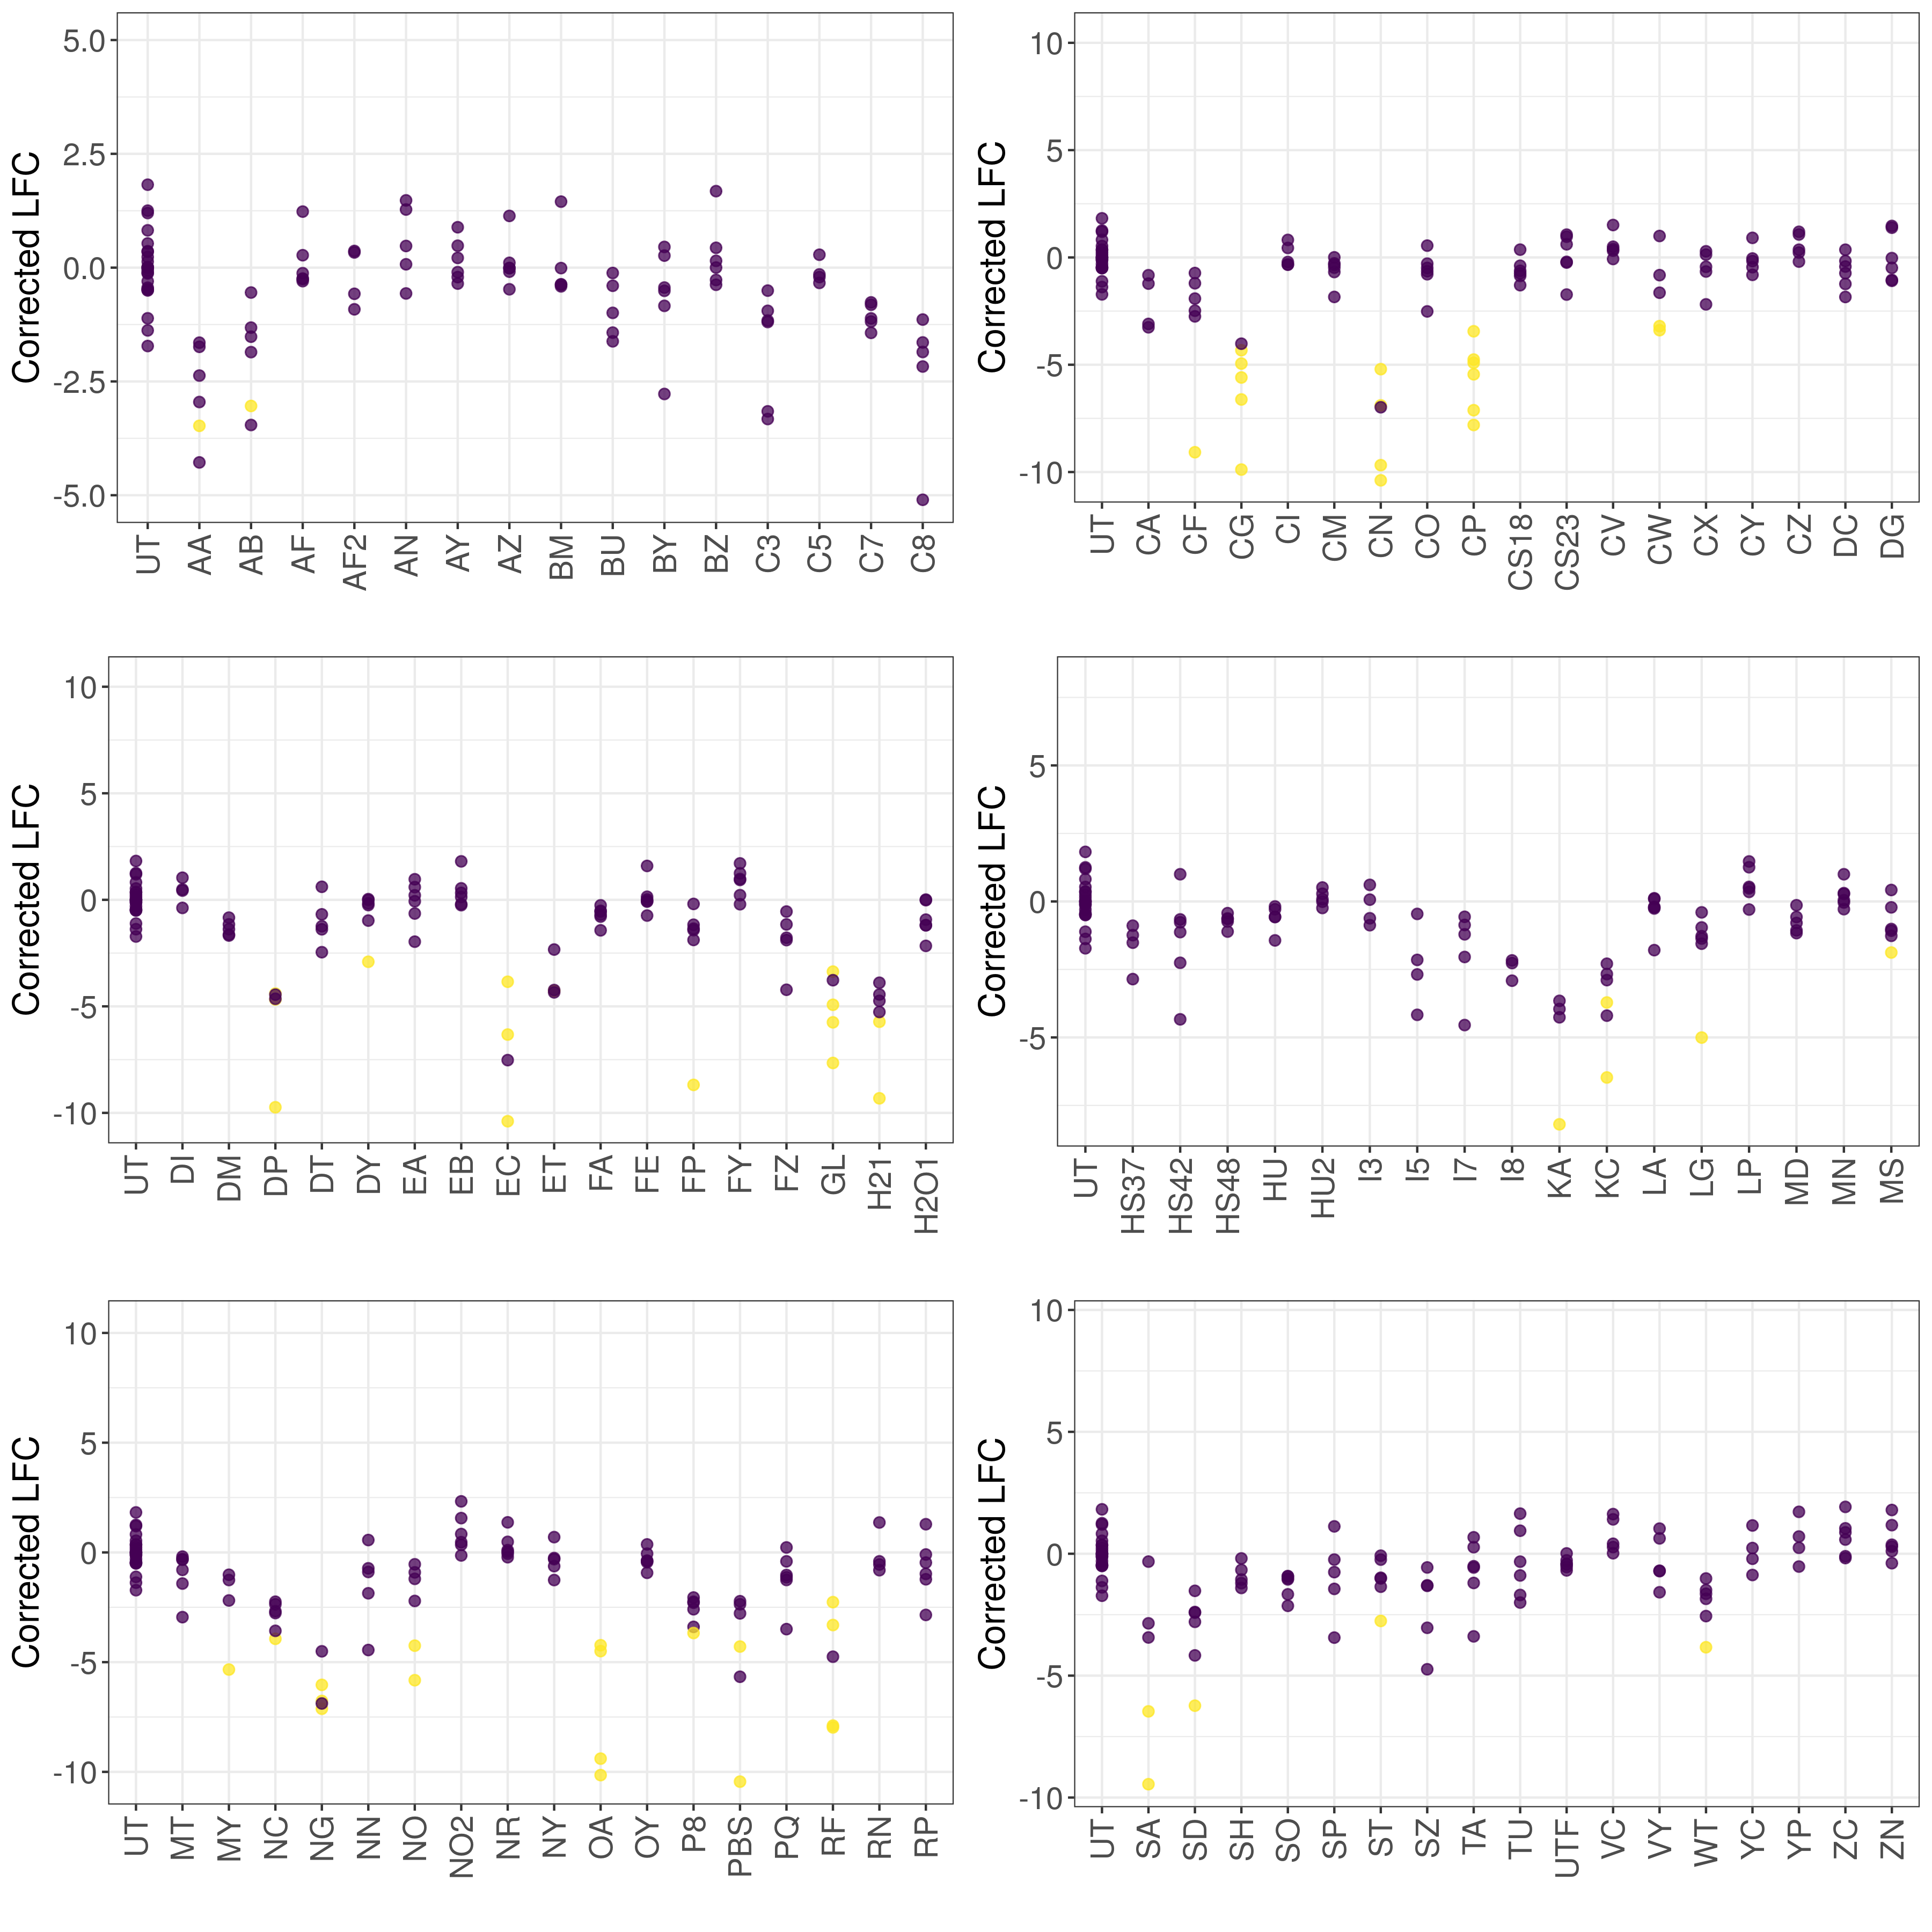 Corrected LFC
5.0
2.5
0.0
-2.5
-5.0
UT AA AB AF AF2 AN AY AZ BM BU BY BZ C3 C5 C7 C8
Corrected LFC
10
5
0
-5
-10
UT CA CF CG CI CM CN CO CP CS18 CS23 CV CW CX CY CZ DC DG
Corrected LFC
10
5
0
-5
-10
UT DI DM DP DT DY EA EB EC ET FA FE FP FY FZ GL H21 H2O1
Corrected LFC
5
0
-5
UT HS37 HS42 HS48 HU HU2 I3 I5 I7 I8 KA KC LA LG LP MD MN MS
Corrected LFC
10
5
0
-5
-10
UT MT MY NC NG NN NO NO2 NR NY OA OY P8 PBS PQ RF RN RP
Corrected LFC
10
5
0
-5
-10
UT SA SD SH SO SP ST SZ TA TU UTF VC VY WT YC YP ZC ZN